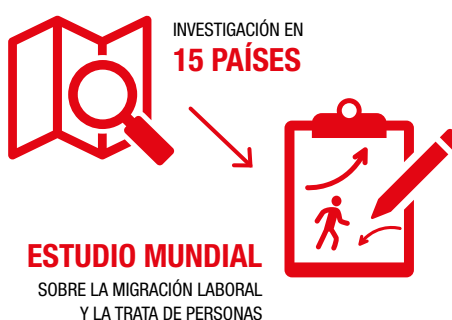 INVESTIGACIÓN EN
15 PAÍSES
ESTUDIO MUNDIAL
SOBRE LA MIGRACIÓN LABORAL
Y LA TRATA DE PERSONAS